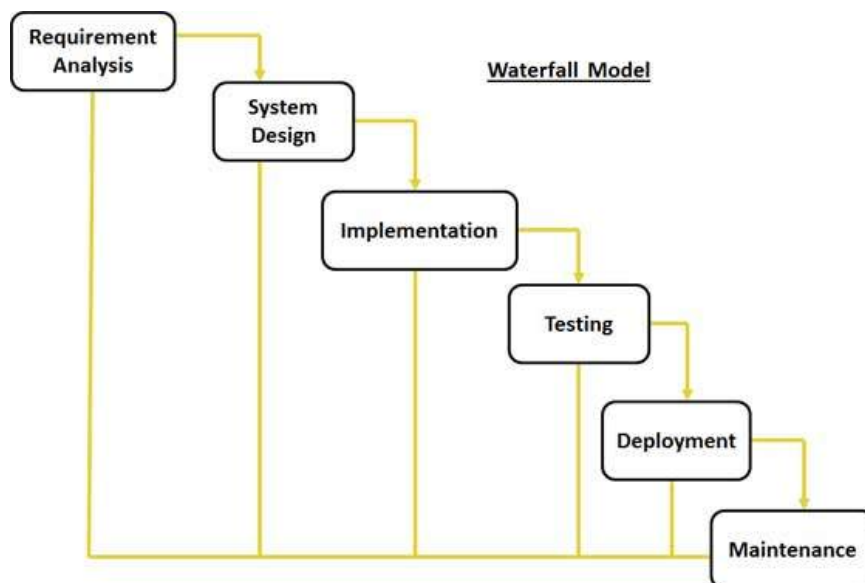 Requirement
Analysis
Waterfall Model
System
Design
Implementation
Testing
Deployment
Maintenance